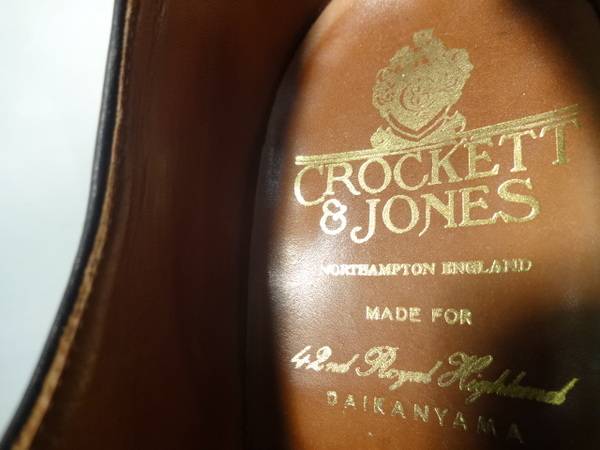 CROCKETT
& JONES
NORTHAMPTON ENGLAND
MADE FOR
42nd Royal Highland
DAIKANYAMA